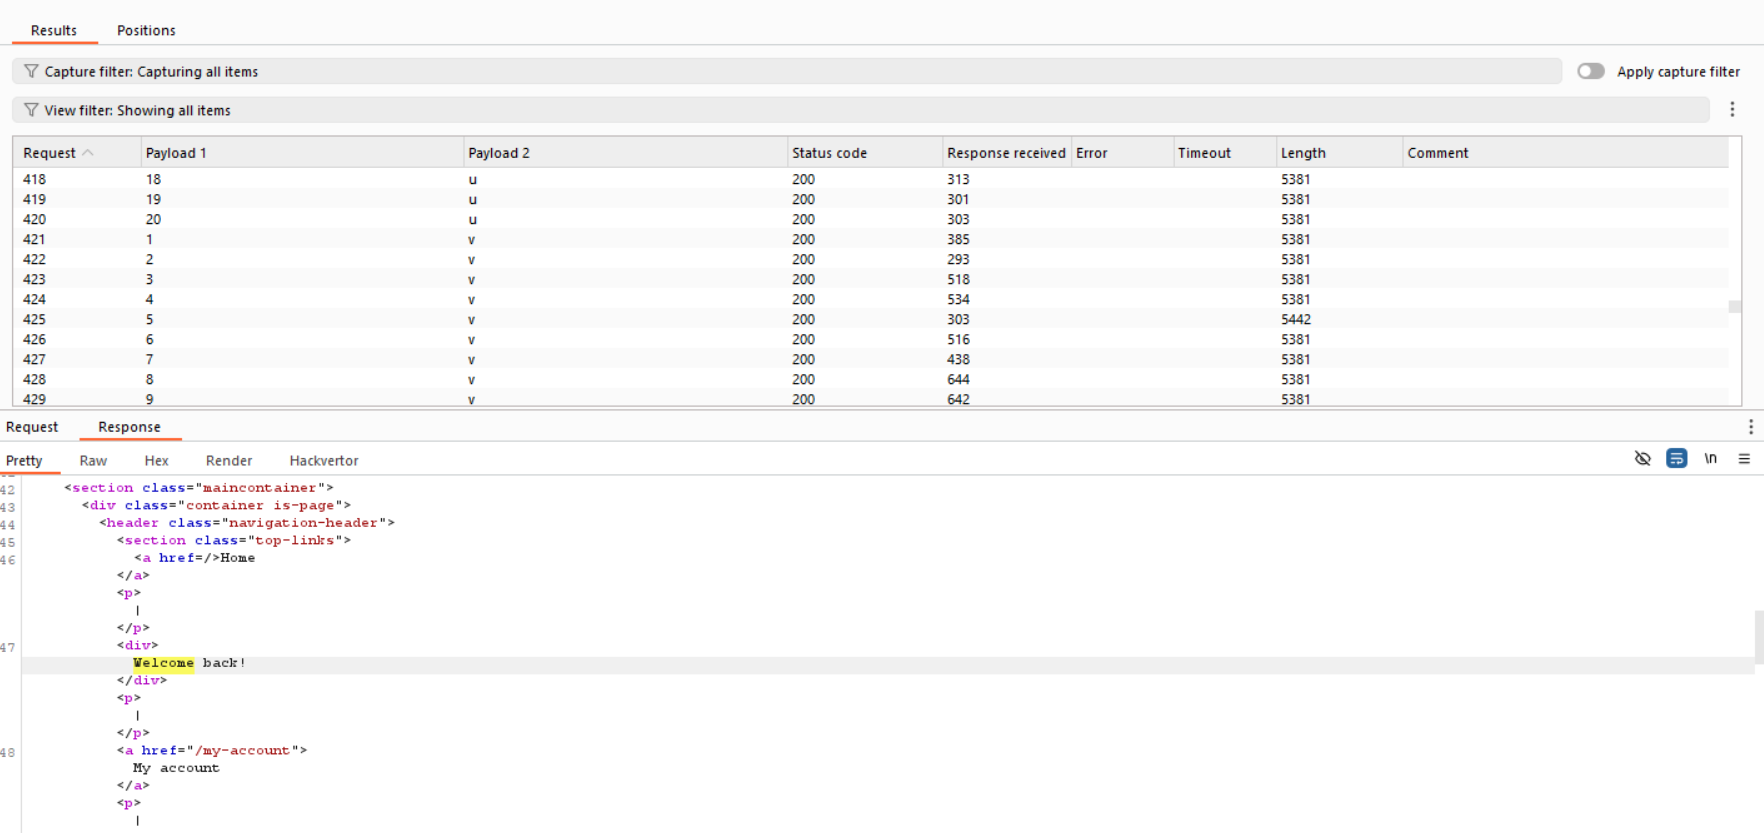 Results Positions
Capture filter: Capturing all items Apply capture filter
View filter: Showing all items
Request Payload 1 Payload 2 Status code Response received Error Timeout Length Comment
418 18 u 200 313 5381
419 19 u 200 301 5381
420 20 u 200 303 5381
421 1 v 200 385 5381
422 2 v 200 293 5381
423 3 v 200 518 5381
424 4 v 200 534 5381
425 5 v 200 303 5442
426 6 v 200 516 5381
427 7 v 200 438 5381
428 8 v 200 644 5381
429 9 v 200 642 5381
Request Response
Pretty Raw Hex Render Hackvertor \n
42 <section class="maincontainer">
43 <div class="container is-page">
44 <header class="navigation-header">
45 <section class="top-links">
46 <a href=/>Home
</a>
<p>
|
</p>
47 <div>
Welcome back!
</div>
<p>
|
</p>
48 <a href="/my-account">
My account
</a>
<p>
|